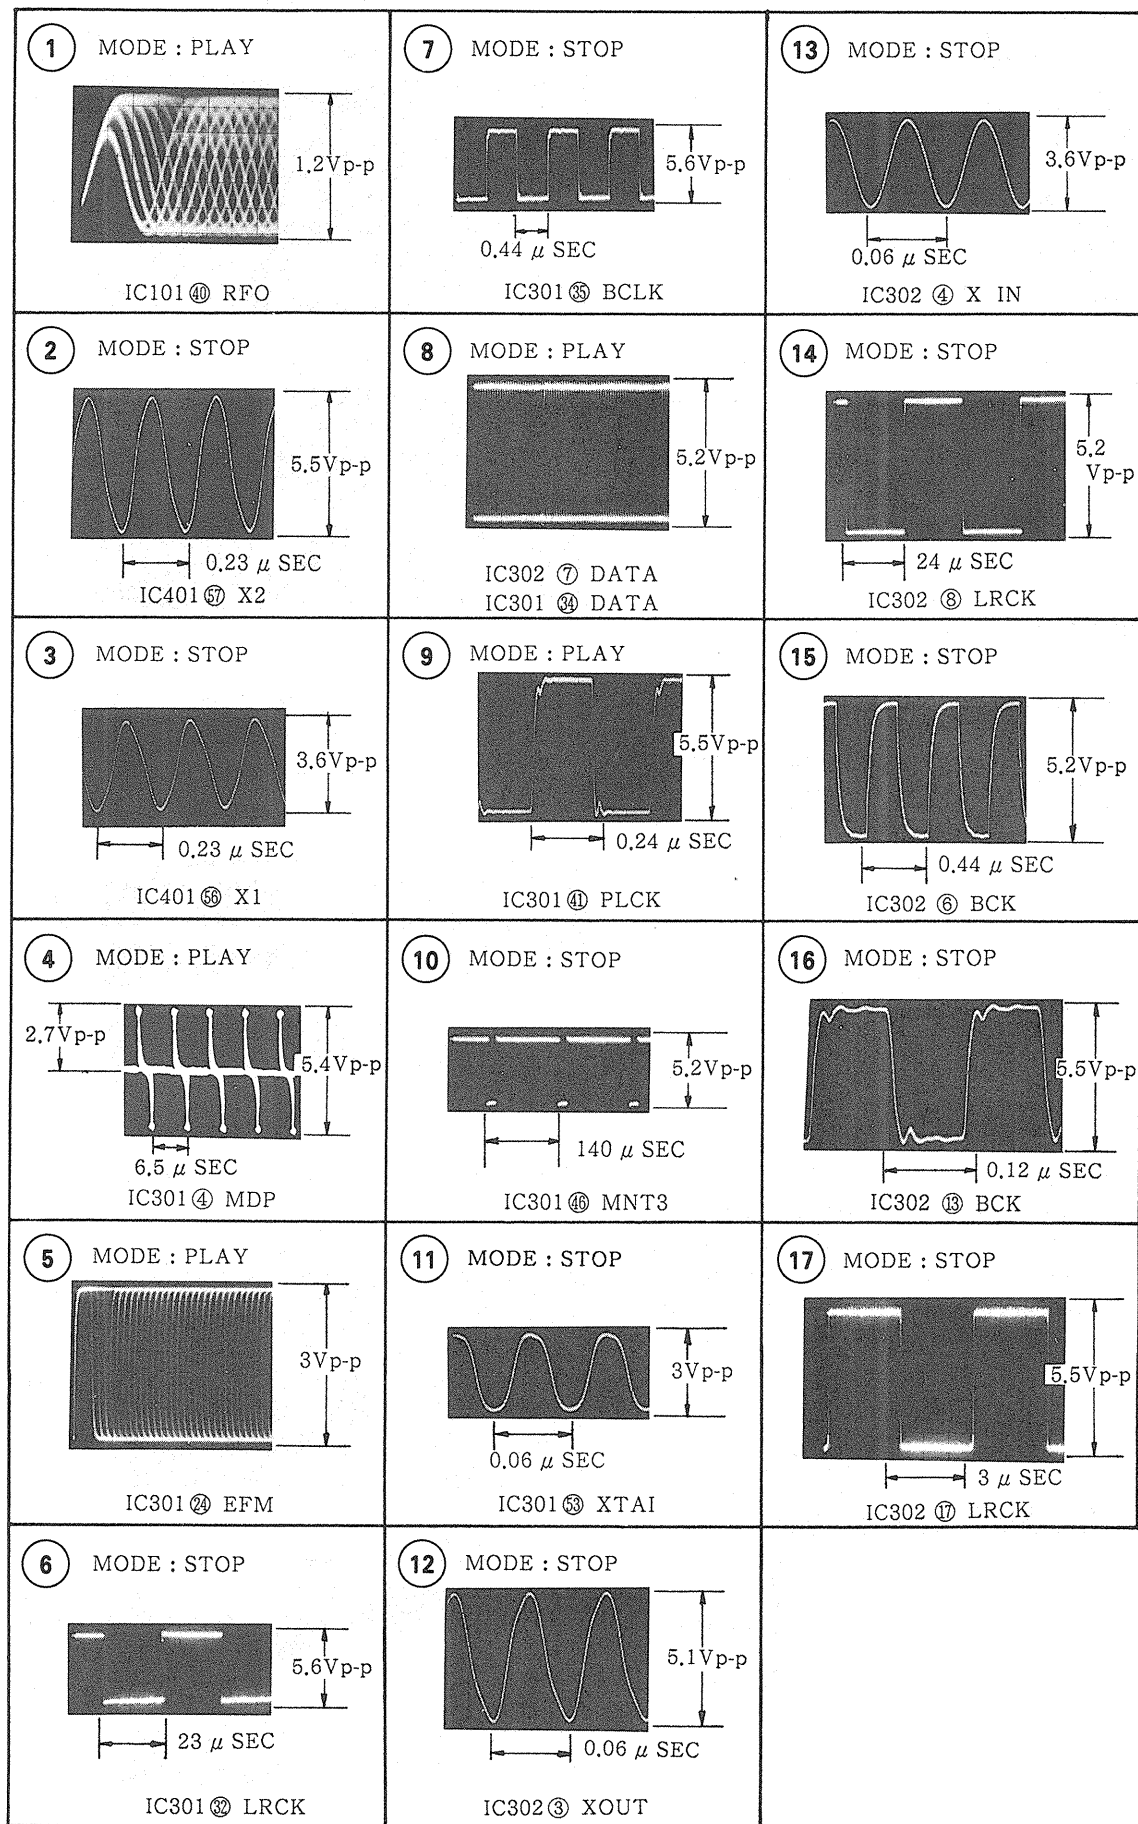 1 MODE : PLAY
1.2Vp-p
IC101 ㊵ RFO
2 MODE : STOP
5.5Vp-p
0.23 μ SEC
IC401 57 X2
3 MODE : STOP
3.6Vp-p
0.23 μ SEC
IC401 56 X1
4 MODE : PLAY
2.7Vp-p
5.4Vp-p
6.5 μ SEC
IC301 ④ MDP
5 MODE : PLAY
3Vp-p
IC301 ㉔ EFM
6 MODE : STOP
5.6Vp-p
23 μ SEC
IC301 ㉜ LRCK
7 MODE : STOP
5.6Vp-p
0.44 μ SEC
IC301 ㉟ BCLK
8 MODE : PLAY
5.2Vp-p
IC302 ⑦ DATA
IC301 ㉞ DATA
9 MODE : PLAY
5.5Vp-p
0.24 μ SEC
IC301 ㊶ PLCK
10 MODE : STOP
5.2Vp-p
140 μ SEC
IC301 ㊻ MNT3
11 MODE : STOP
3Vp-p
0.06 μ SEC
IC301 53 XTAI
12 MODE : STOP
5.1Vp-p
0.06 μ SEC
IC302 ③ XOUT
13 MODE : STOP
3.6Vp-p
0.06 μ SEC
IC302 ④ X IN
14 MODE : STOP
5.2
Vp-p
24 μ SEC
IC302 ⑧ LRCK
15 MODE : STOP
5.2Vp-p
0.44 μ SEC
IC302 ⑥ BCK
16 MODE : STOP
5.5Vp-p
0.12 μ SEC
IC302 ⑬ BCK
17 MODE : STOP
5.5Vp-p
3 μ SEC
IC302 ⑰ LRCK